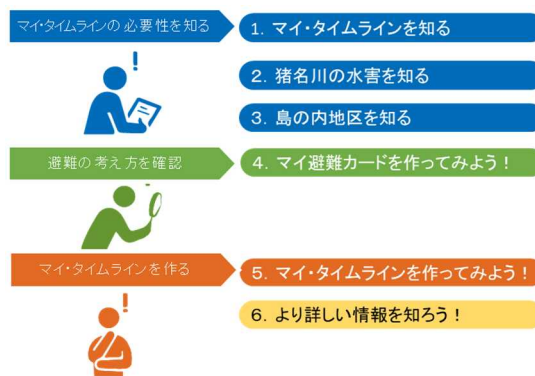 マイ・タイムラインの必要性を知る
1. マイ・タイムラインを知る
2. 猪名川の水害を知る
3. 島の内地区を知る
避難の考え方を確認
4. マイ避難カードを作ってみよう！
マイ・タイムラインを作る
5. マイ・タイムラインを作ってみよう！
6. より詳しい情報を知ろう！